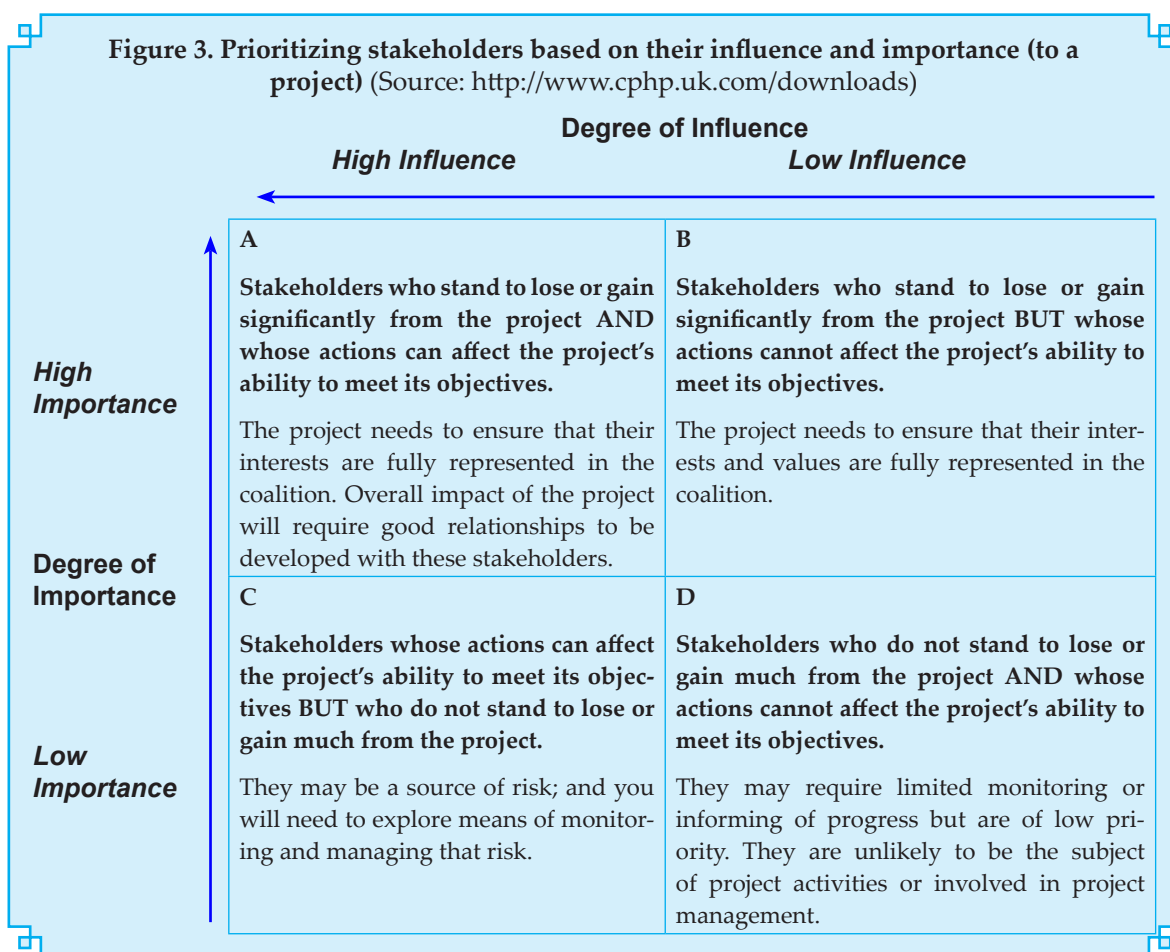 Figure 3. Prioritizing stakeholders based on their influence and importance (to a
project) (Source: http://www.cphp.uk.com/downloads)
Degree of Influence
High Influence
Low Influence
High
Importance
Degree of
Importance
Low
Importance
A
Stakeholders who stand to lose or gain
significantly from the project AND
whose actions can affect the project's
ability to meet its objectives.
The project needs to ensure that their
interests are fully represented in the
coalition. Overall impact of the project
will require good relationships to be
developed with these stakeholders.
B
Stakeholders who stand to lose or gain
significantly from the project BUT whose
actions cannot affect the project's ability to
meet its objectives.
The project needs to ensure that their inter-
ests and values are fully represented in the
coalition.
C
Stakeholders whose actions can affect
the project's ability to meet its objec-
tives BUT who do not stand to lose or
gain much from the project.
They may be a source of risk; and you
will need to explore means of monitor-
ing and managing that risk.
D
Stakeholders who do not stand to lose or
gain much from the project AND whose
actions cannot affect the project's ability to
meet its objectives.
They may require limited monitoring or
informing of progress but are of low pri-
ority. They are unlikely to be the subject
of project activities or involved in project
management.